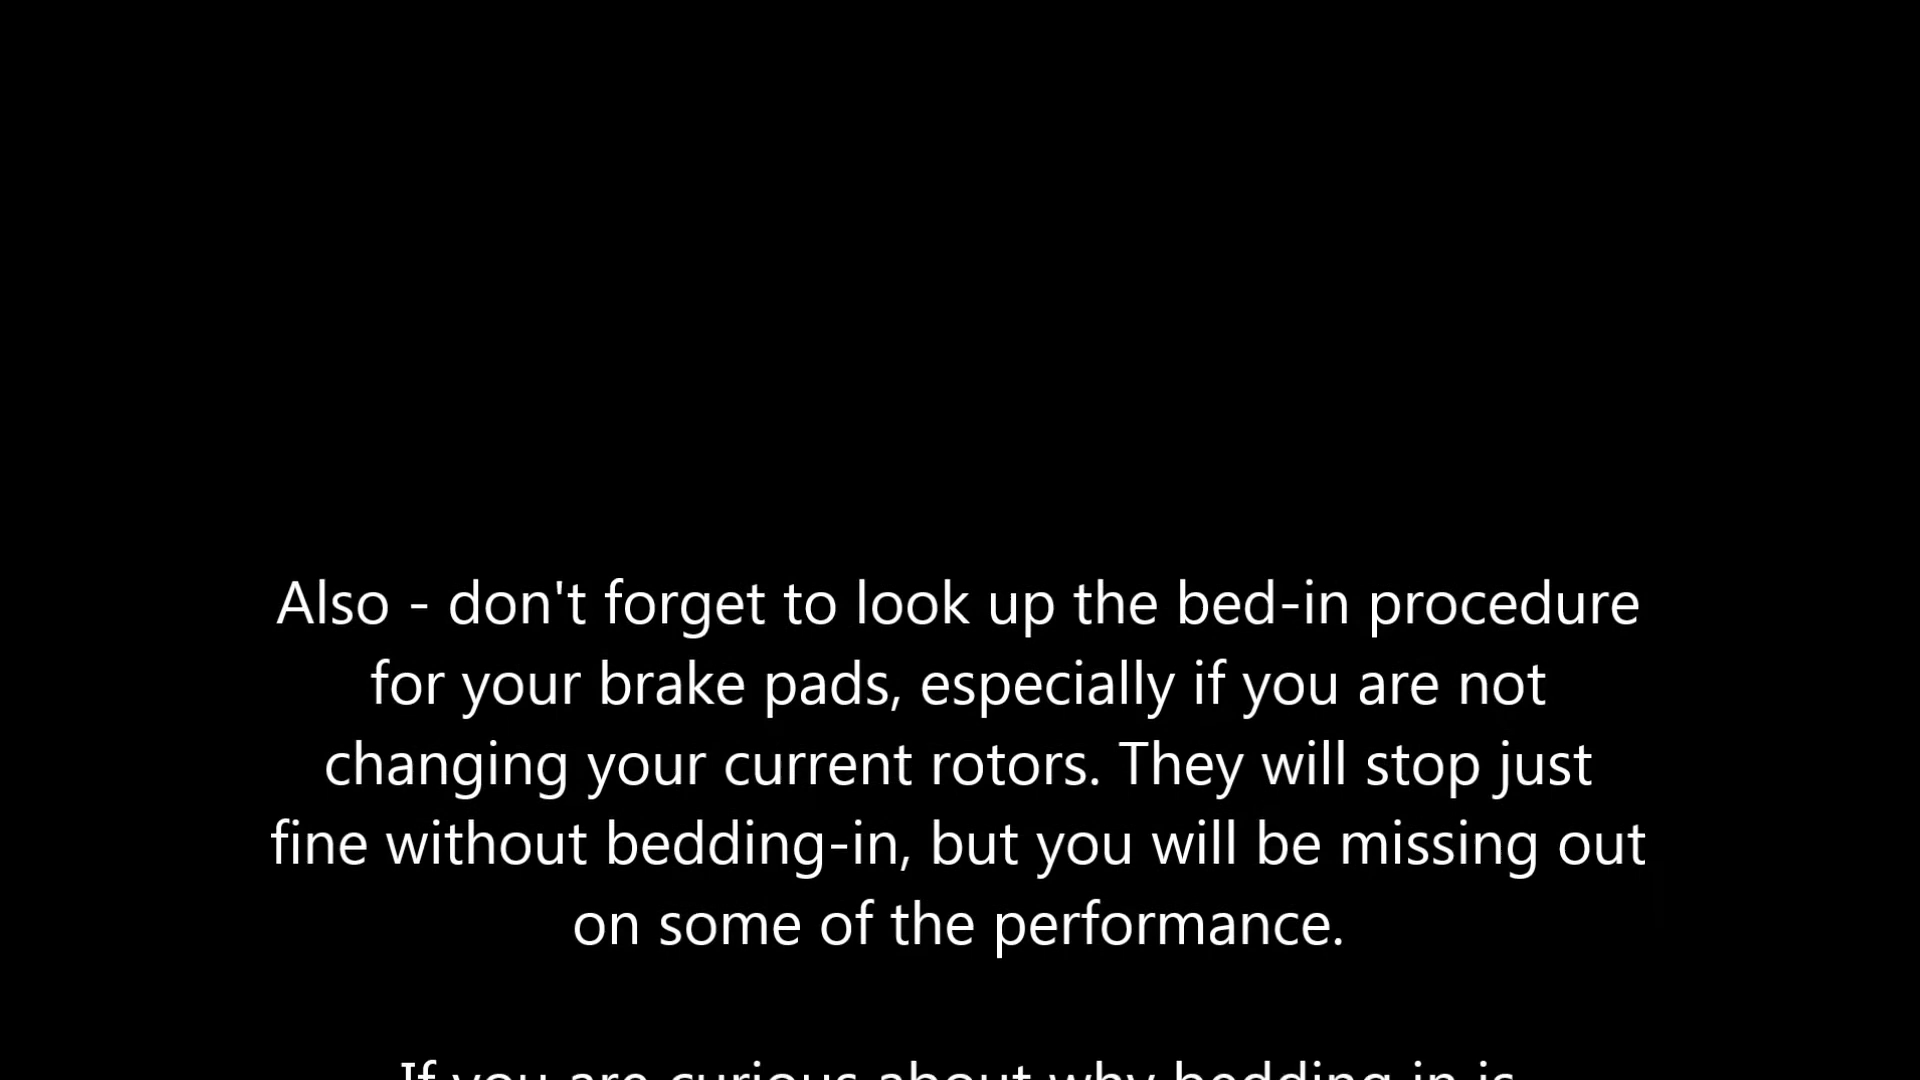 Also - don't forget to look up the bed-in procedure
for your brake pads, especially if you are not
changing your current rotors. They will stop just
fine without bedding-in, but you will be missing out
on some of the performance.
If you are curious about why bedding in is